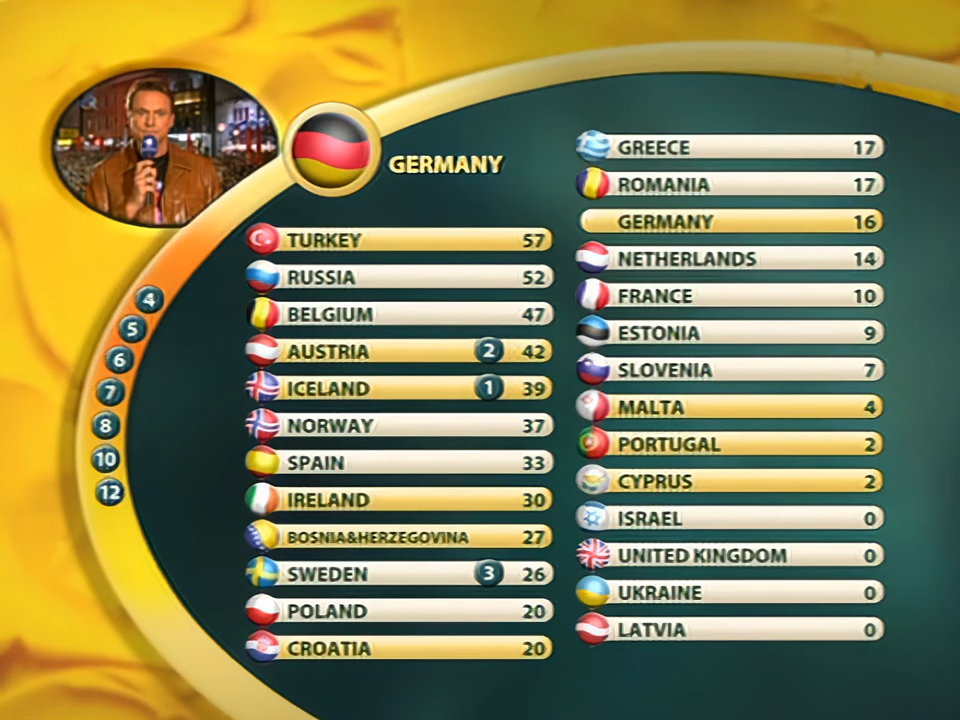 GERMANY
4
5
6
7
8
10
12
TURKEY 57
RUSSIA 52
BELGIUM 47
AUSTRIA 2 42
ICELAND 1 39
NORWAY 37
SPAIN 33
IRELAND 30
BOSNIA&HERZEGOVINA 27
SWEDEN 3 26
POLAND 20
CROATIA 20
GREECE 17
ROMANIA 17
GERMANY 16
NETHERLANDS 14
FRANCE 10
ESTONIA 9
SLOVENIA 7
MALTA 4
PORTUGAL 2
CYPRUS 2
ISRAEL 0
UNITED KINGDOM 0
UKRAINE 0
LATVIA 0